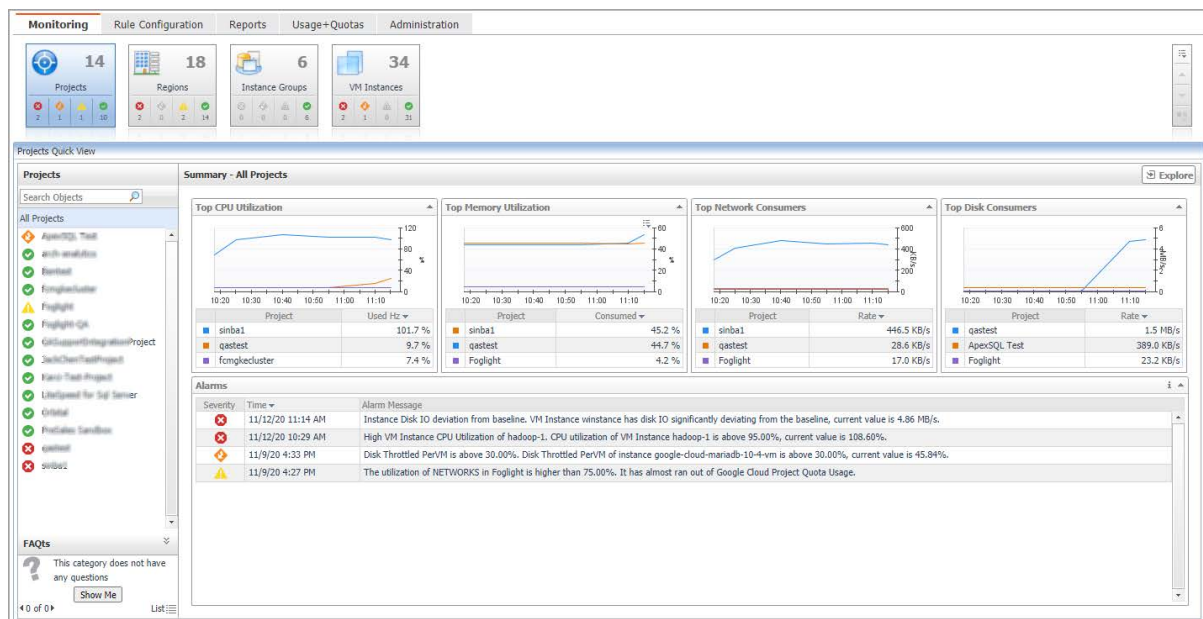 Monitoring Rule Configuration Reports Usage+Quotas Administration
14 18 6 34
Projects Regions Instance Groups VM Instances
2 1 1 10 2 0 2 14 0 0 0 6 2 1 0 31
Projects Quick View
Projects
Search Objects
All Projects
ApexSQL Test
Foglight
Foglight-QA
Project
LiteSpeed for Sql Server
PreSales Sandbox
qastest
sinba1
FAQts
This category does not have
any questions
Show Me
0 of 0 List
Summary - All Projects Explore
Top CPU Utilization
120
80
40
0
%
10:20 10:30 10:40 10:50 11:00 11:10
Project Used Hz
sinba1 101.7 %
qastest 9.7 %
fcmgkecluster 7.4 %
Top Memory Utilization
60
40
20
0
%
10:20 10:30 10:40 10:50 11:00 11:10
Project Consumed
sinba1 45.2 %
qastest 44.7 %
Foglight 4.2 %
Top Network Consumers
600
400
200
0
KB/s
10:20 10:30 10:40 10:50 11:00 11:10
Project Rate
sinba1 446.5 KB/s
qastest 28.6 KB/s
Foglight 17.0 KB/s
Top Disk Consumers
6
4
2
0
MB/s
10:20 10:30 10:40 10:50 11:00 11:10
Project Rate
qastest 1.5 MB/s
ApexSQL Test 389.0 KB/s
Foglight 23.2 KB/s
Alarms i
Severity Time Alarm Message
11/12/20 11:14 AM Instance Disk IO deviation from baseline. VM Instance winstance has disk IO significantly deviating from the baseline, current value is 4.86 MB/s.
11/12/20 10:29 AM High VM Instance CPU Utilization of hadoop-1. CPU utilization of VM Instance hadoop-1 is above 95.00%, current value is 108.60%.
11/9/20 4:33 PM Disk Throttled PerVM is above 30.00%. Disk Throttled PerVM of instance google-cloud-mariadb-10-4-vm is above 30.00%, current value is 45.84%.
11/9/20 4:27 PM The utilization of NETWORKS in Foglight is higher than 75.00%. It has almost ran out of Google Cloud Project Quota Usage.